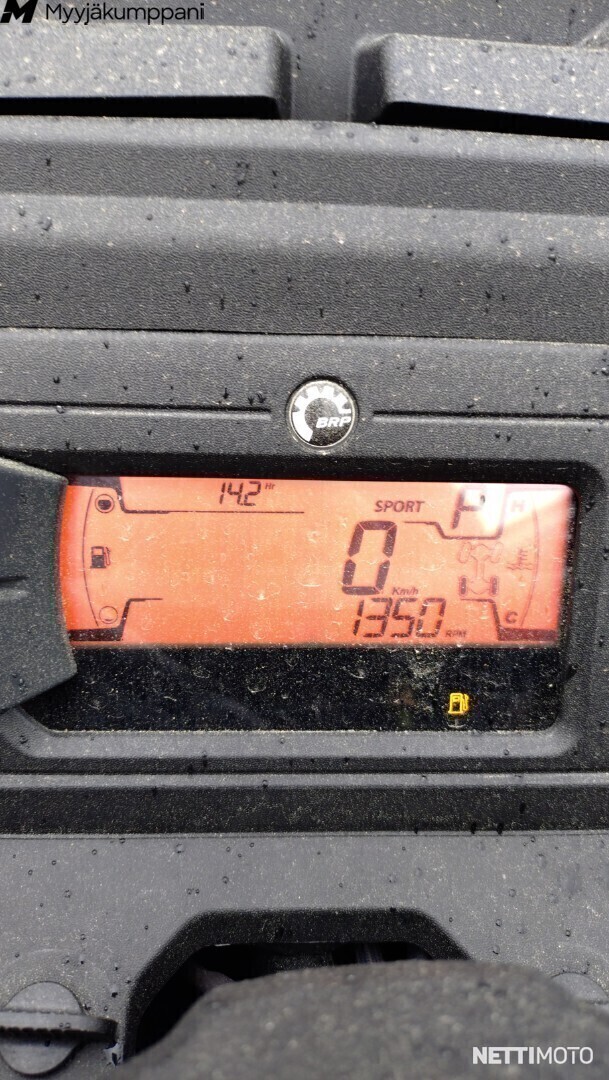 M Myyjäkumppani
BRP
14.2 Hr
SPORT P H
0 Km/h
1350 RPM
C
NETTIMOTO